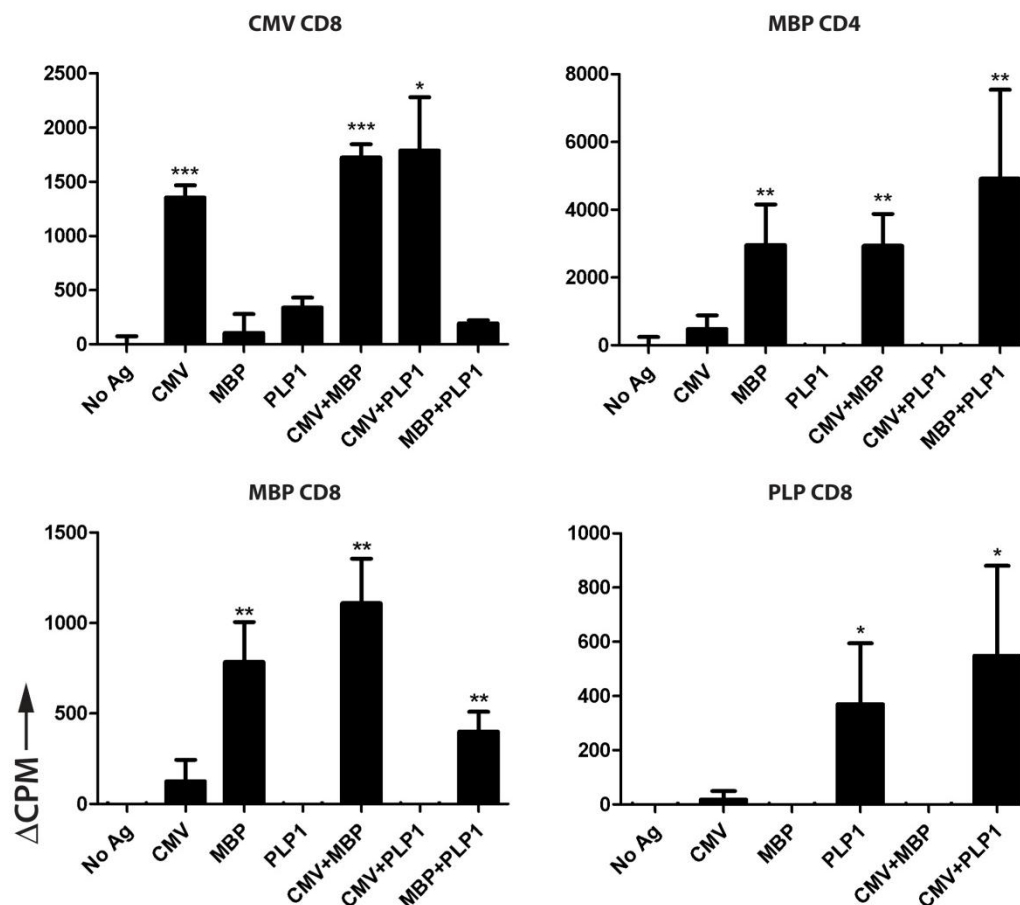 CMV CD8
2500
2000
1500
1000
500
0
***
***
*
No Ag
CMV
MBP
PLP1
CMV+MBP
CMV+PLP1
MBP+PLP1
MBP CD4
8000
6000
4000
2000
0
**
**
**
No Ag
CMV
MBP
PLP1
CMV+MBP
CMV+PLP1
MBP+PLP1
MBP CD8
1500
1000
500
0
**
**
**
ΔCPM
No Ag
CMV
MBP
PLP1
CMV+MBP
CMV+PLP1
MBP+PLP1
PLP CD8
1000
800
600
400
200
0
*
*
No Ag
CMV
MBP
PLP1
CMV+MBP
CMV+PLP1